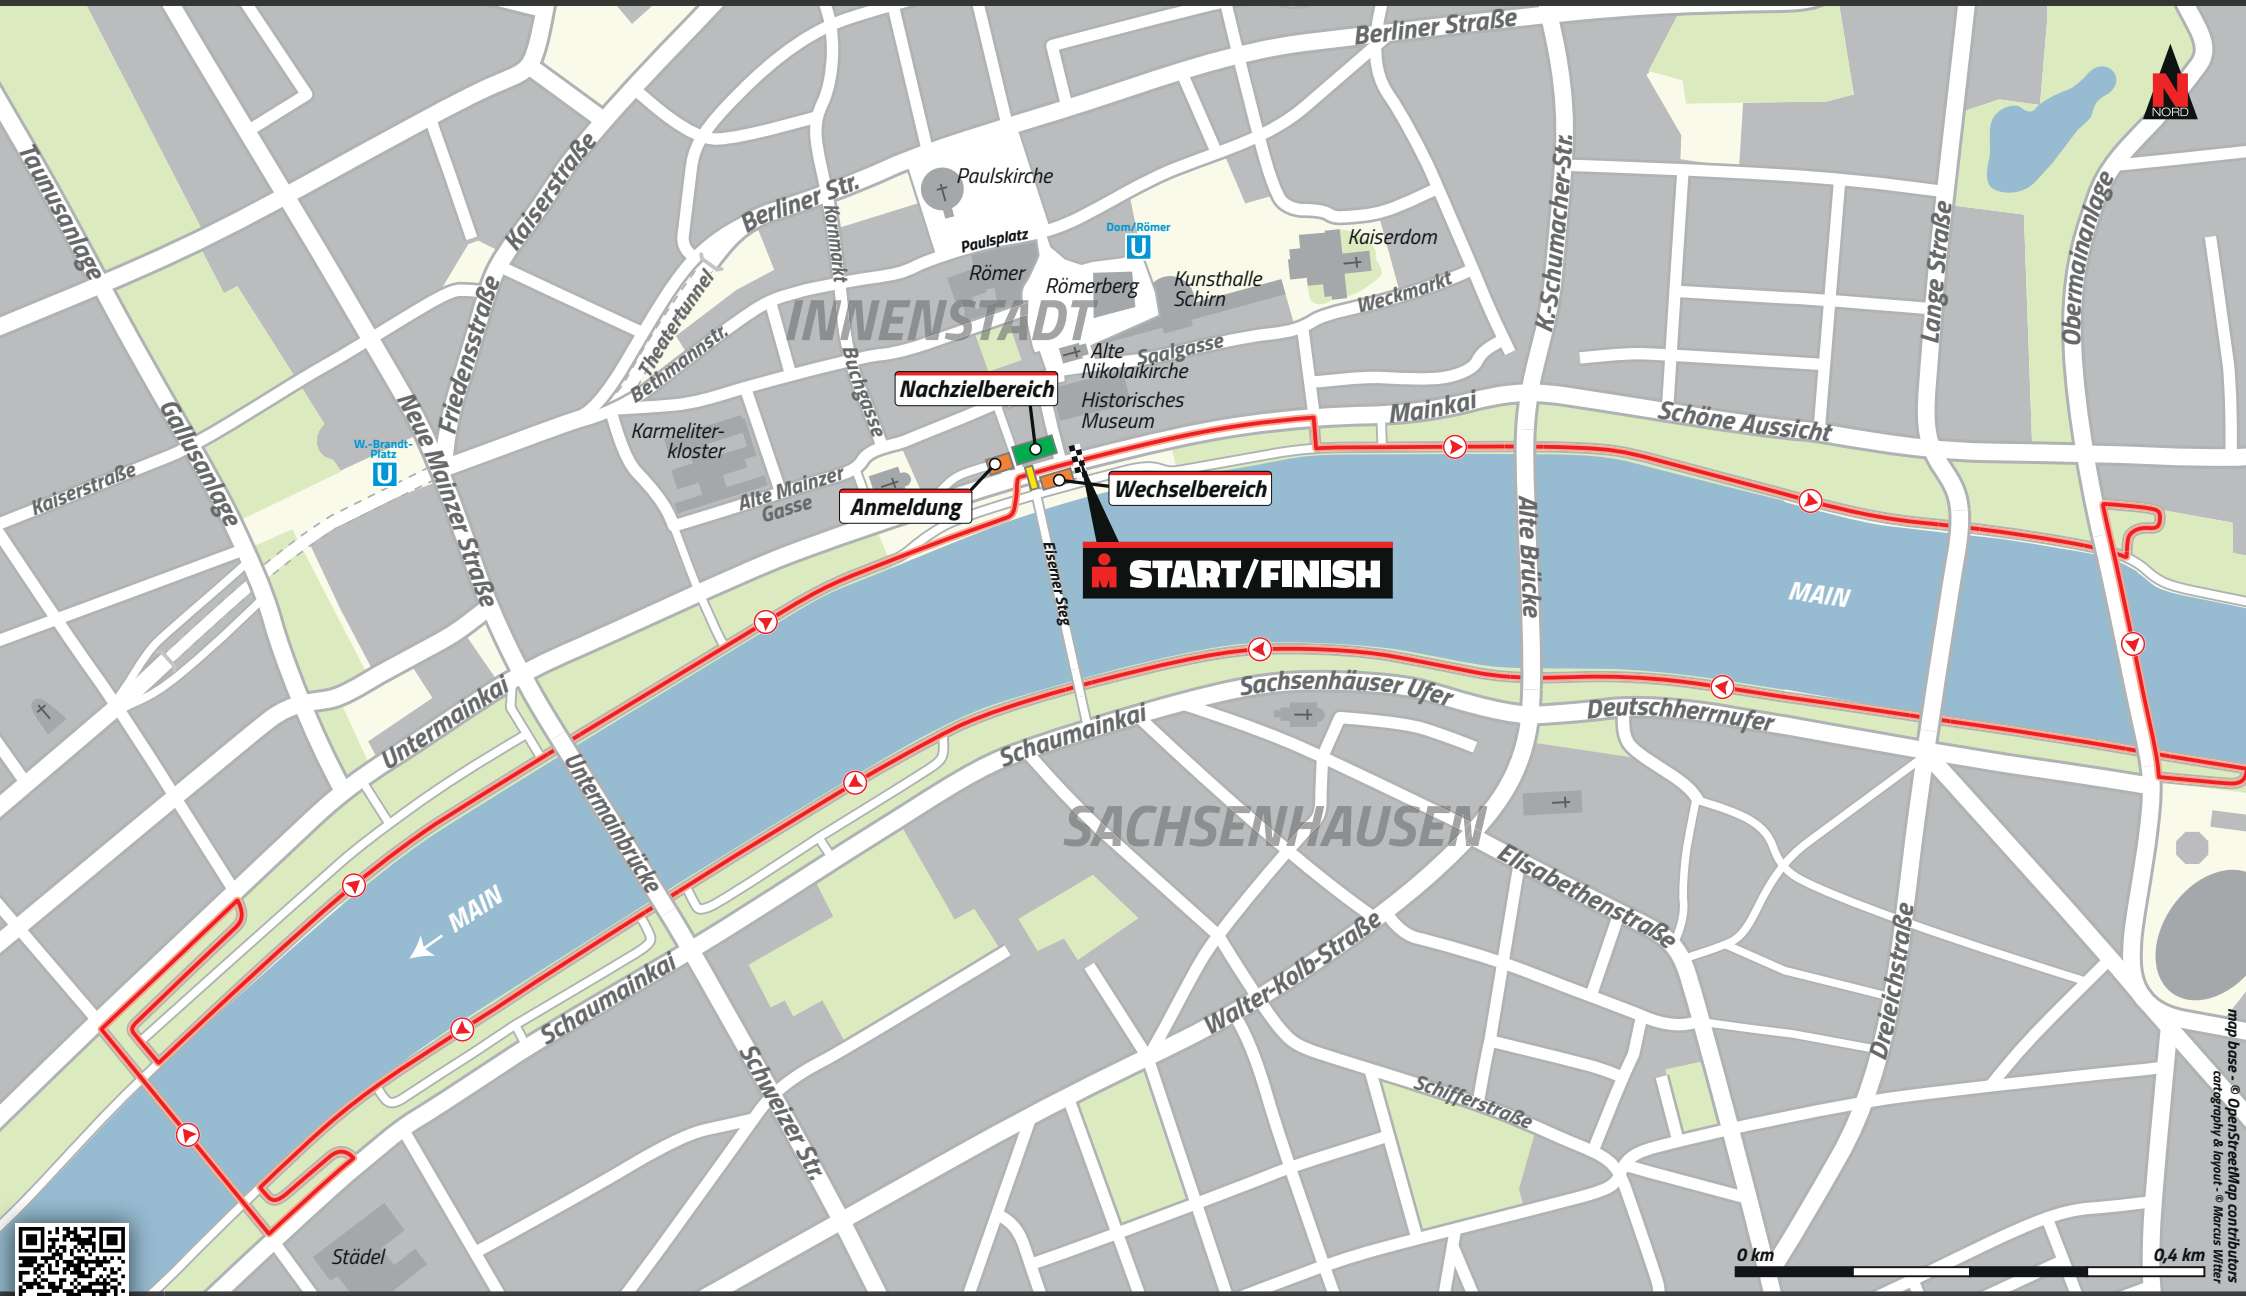 Berliner Straße
N
NORD
Taunusanlage
Kaiserstraße
Berliner Str.
Kornmarkt
Paulskirche
Paulsplatz
Dom/Römer
U
Kaiserdom
K.-Schumacher-Str.
Lange Straße
Obermainanlage
Römer
Römerberg
Kunsthalle
Schirn
Weckmarkt
Friedensstraße
Theatertunnel
Bethmannstr.
INNENSTADT
Buchgasse
Alte
Nikolaikirche
Saalgasse
Nachzielbereich
Historisches
Museum
Mainkai
Schöne Aussicht
Gallusanlage
Neue Mainzer Straße
W.-Brandt-
Platz
U
Kaiserstraße
Karmeliter-
kloster
Alte Mainzer
Gasse
Anmeldung
Wechselbereich
START/FINISH
Eiserner Steg
Alte Brücke
MAIN
Untermainkai
Untermainbrücke
Sachsenhäuser Ufer
Deutschherrnufer
Schaumainkai
SACHSENHAUSEN
Elisabethenstraße
MAIN
Schaumainkai
Walter-Kolb-Straße
Dreieichstraße
Schweizer Str.
Schifferstraße
Städel
0 km
0,4 km
map base - © OpenStreetMap contributors
cartography & layout - © Marcus Witter